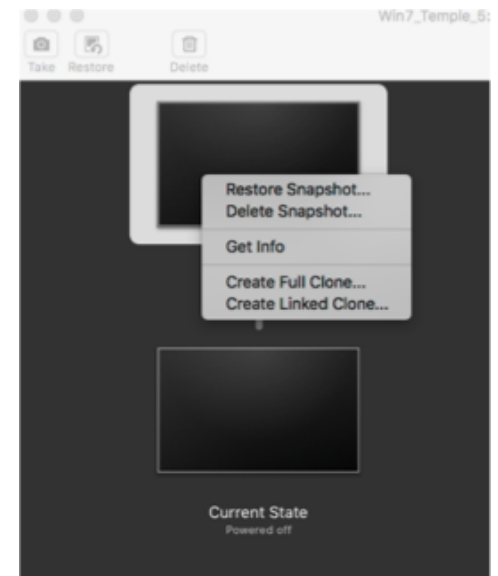 Win7_Temple_5:
Take Restore Delete
Restore Snapshot...
Delete Snapshot...
Get Info
Create Full Clone...
Create Linked Clone...
Current State
Powered off